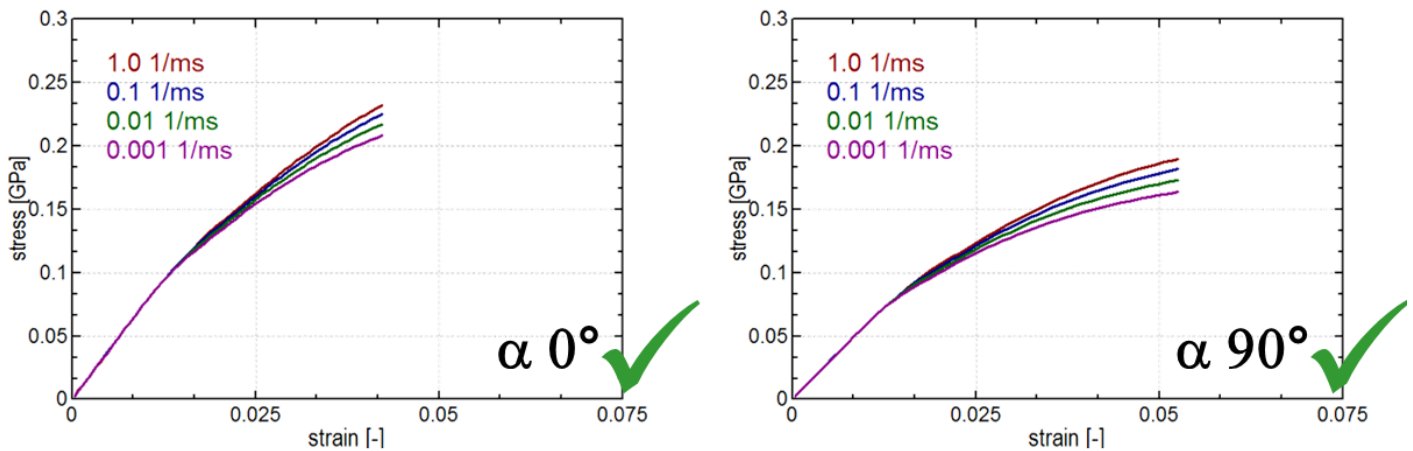 0.3
0.25
0.2
0.15
0.1
0.05
0
stress [GPa]
1.0 1/ms
0.1 1/ms
0.01 1/ms
0.001 1/ms
α 0°
0 0.025 0.05 0.075
strain [-]
0.3
0.25
0.2
0.15
0.1
0.05
0
stress [GPa]
1.0 1/ms
0.1 1/ms
0.01 1/ms
0.001 1/ms
α 90°
0 0.025 0.05 0.075
strain [-]